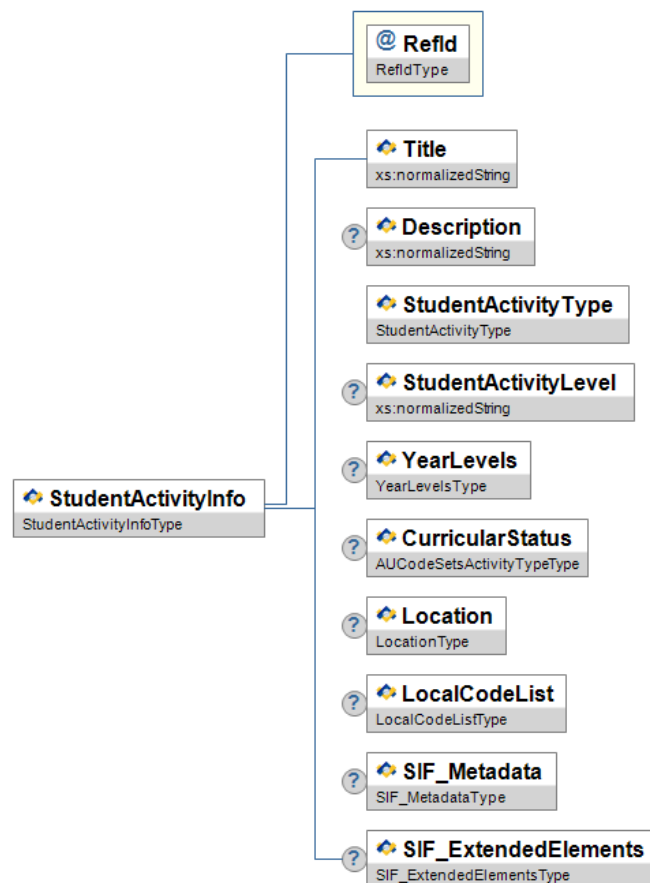 @ RefId
RefIdType
Title
xs:normalizedString
? Description
xs:normalizedString
StudentActivityType
StudentActivityType
? StudentActivityLevel
xs:normalizedString
? YearLevels
YearLevelsType
StudentActivityInfo
StudentActivityInfoType
? CurricularStatus
AUCodeSetsActivityTypeType
? Location
LocationType
? LocalCodeList
LocalCodeListType
? SIF_Metadata
SIF_MetadataType
? SIF_ExtendedElements
SIF_ExtendedElementsType